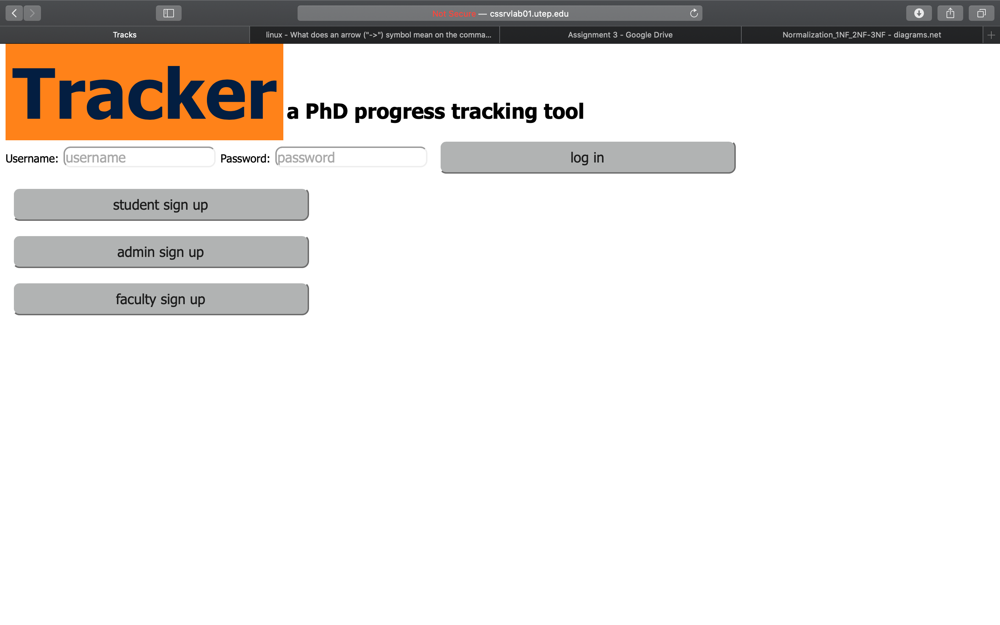 Not Secure — cssrvlab01.utep.edu
Tracks
linux - What does an arrow ("->") symbol mean on the comma...
Assignment 3 - Google Drive
Normalization_1NF_2NF-3NF - diagrams.net
Tracker a PhD progress tracking tool
Username: username Password: password log in
student sign up
admin sign up
faculty sign up